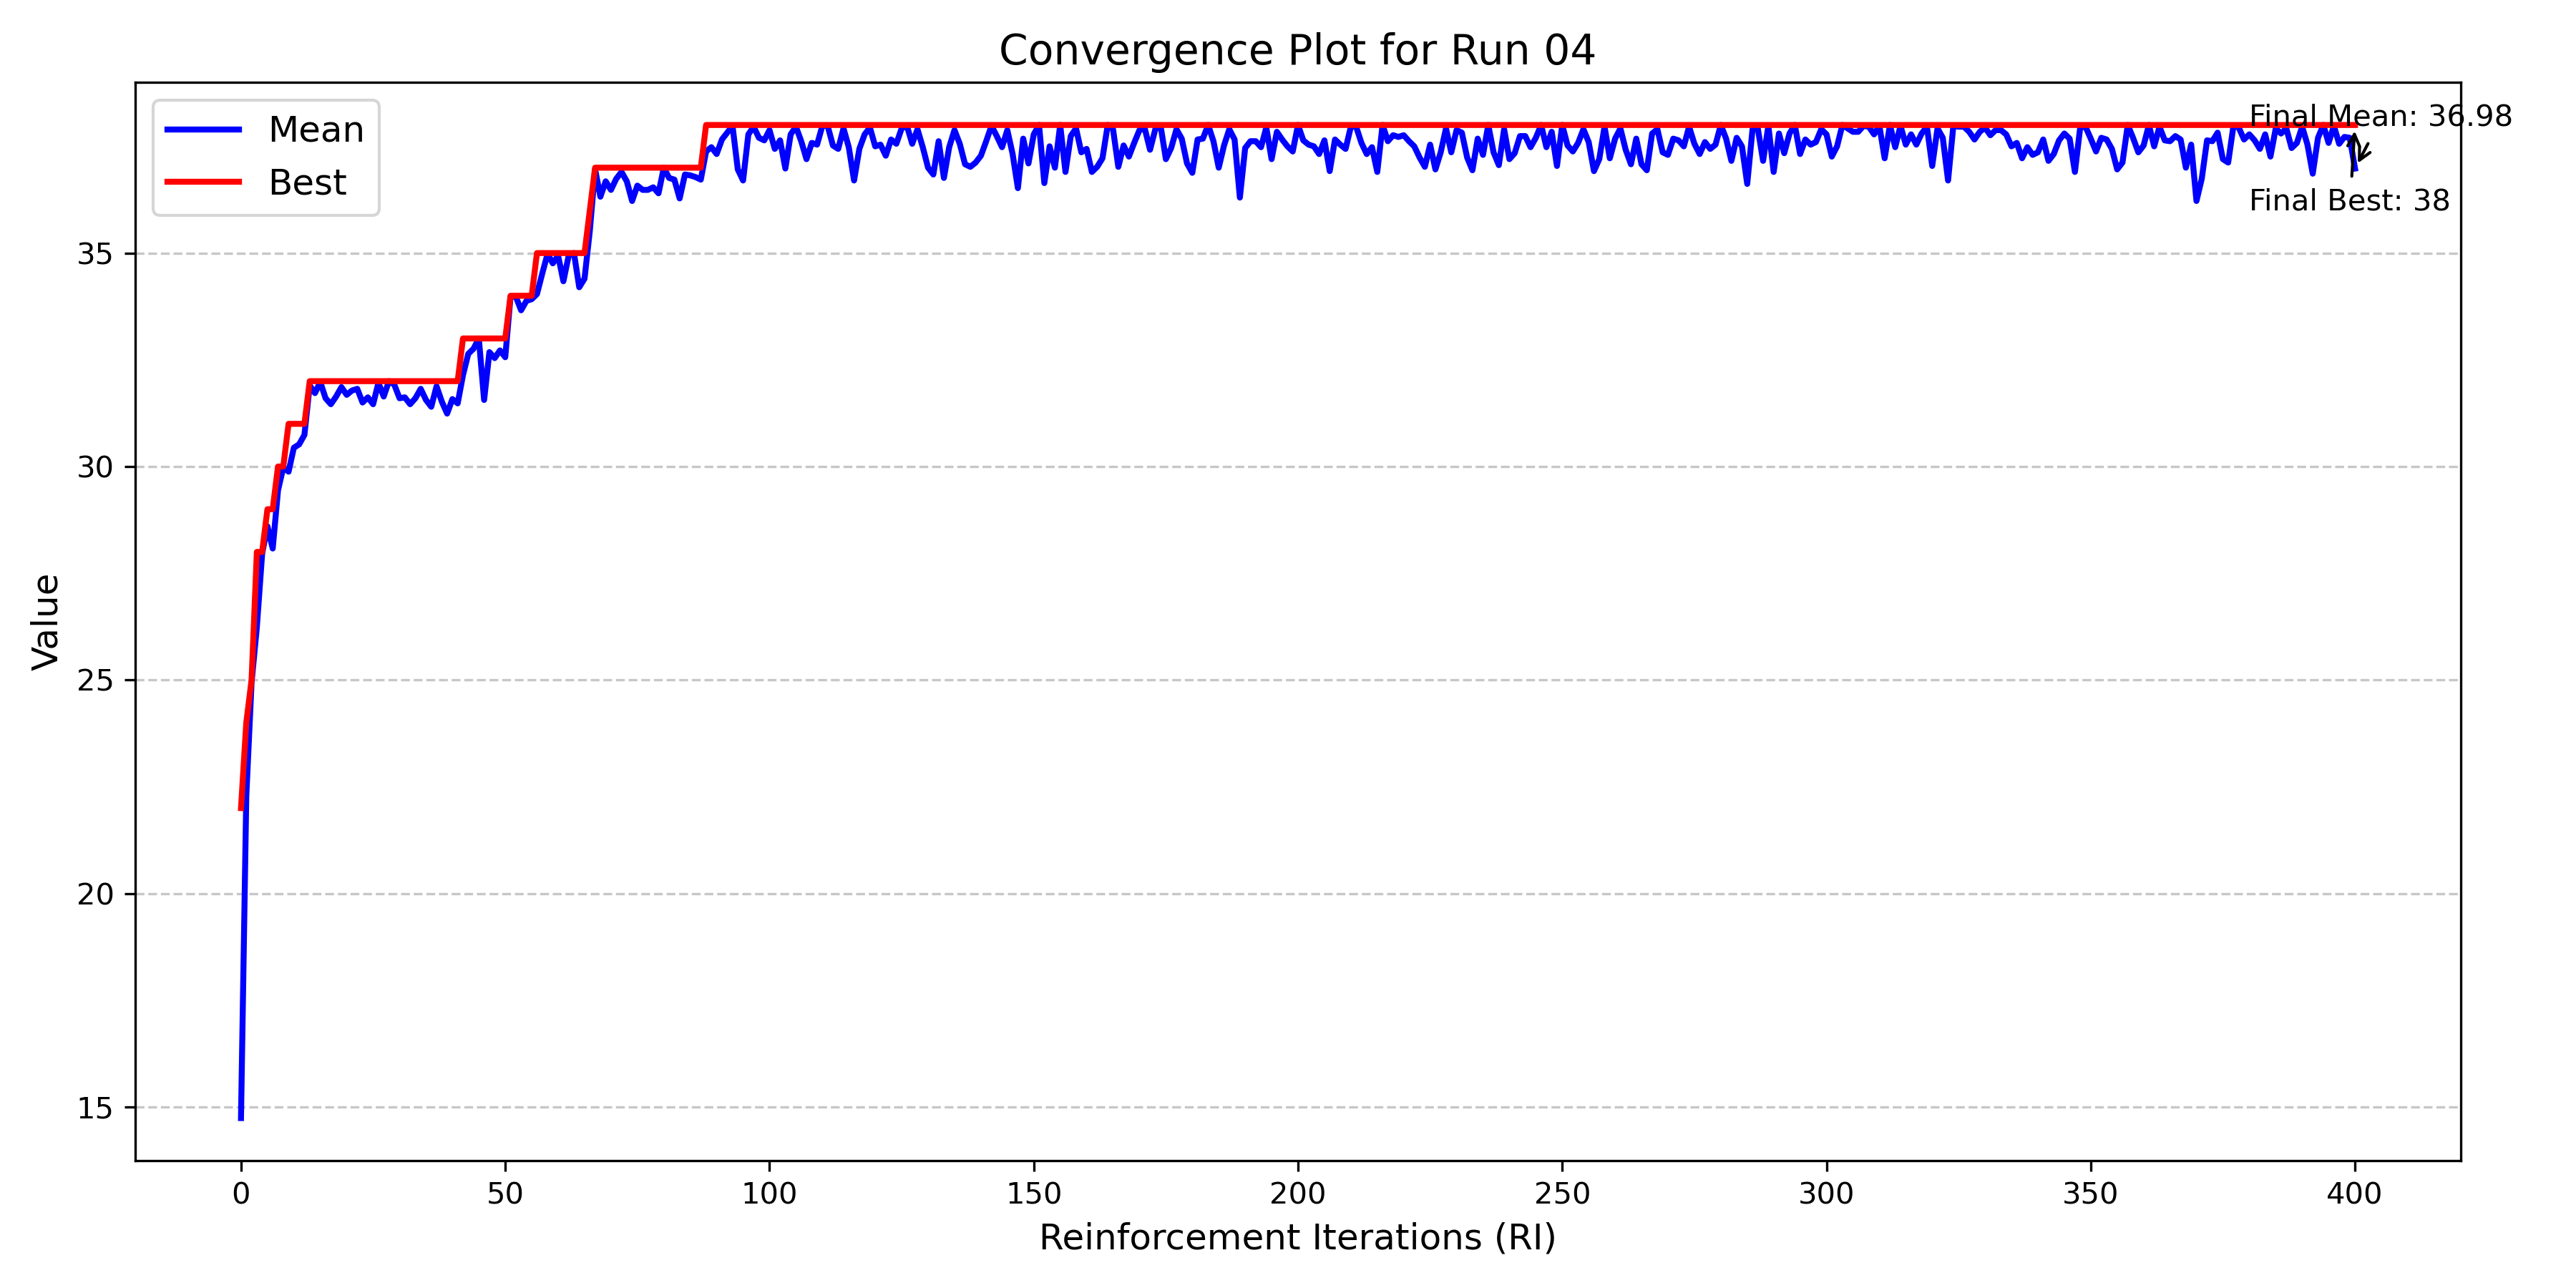 Convergence Plot for Run 04
Mean
Best
Final Mean: 36.98
Final Best: 38
Value
35
30
25
20
15
0 50 100 150 200 250 300 350 400
Reinforcement Iterations (RI)